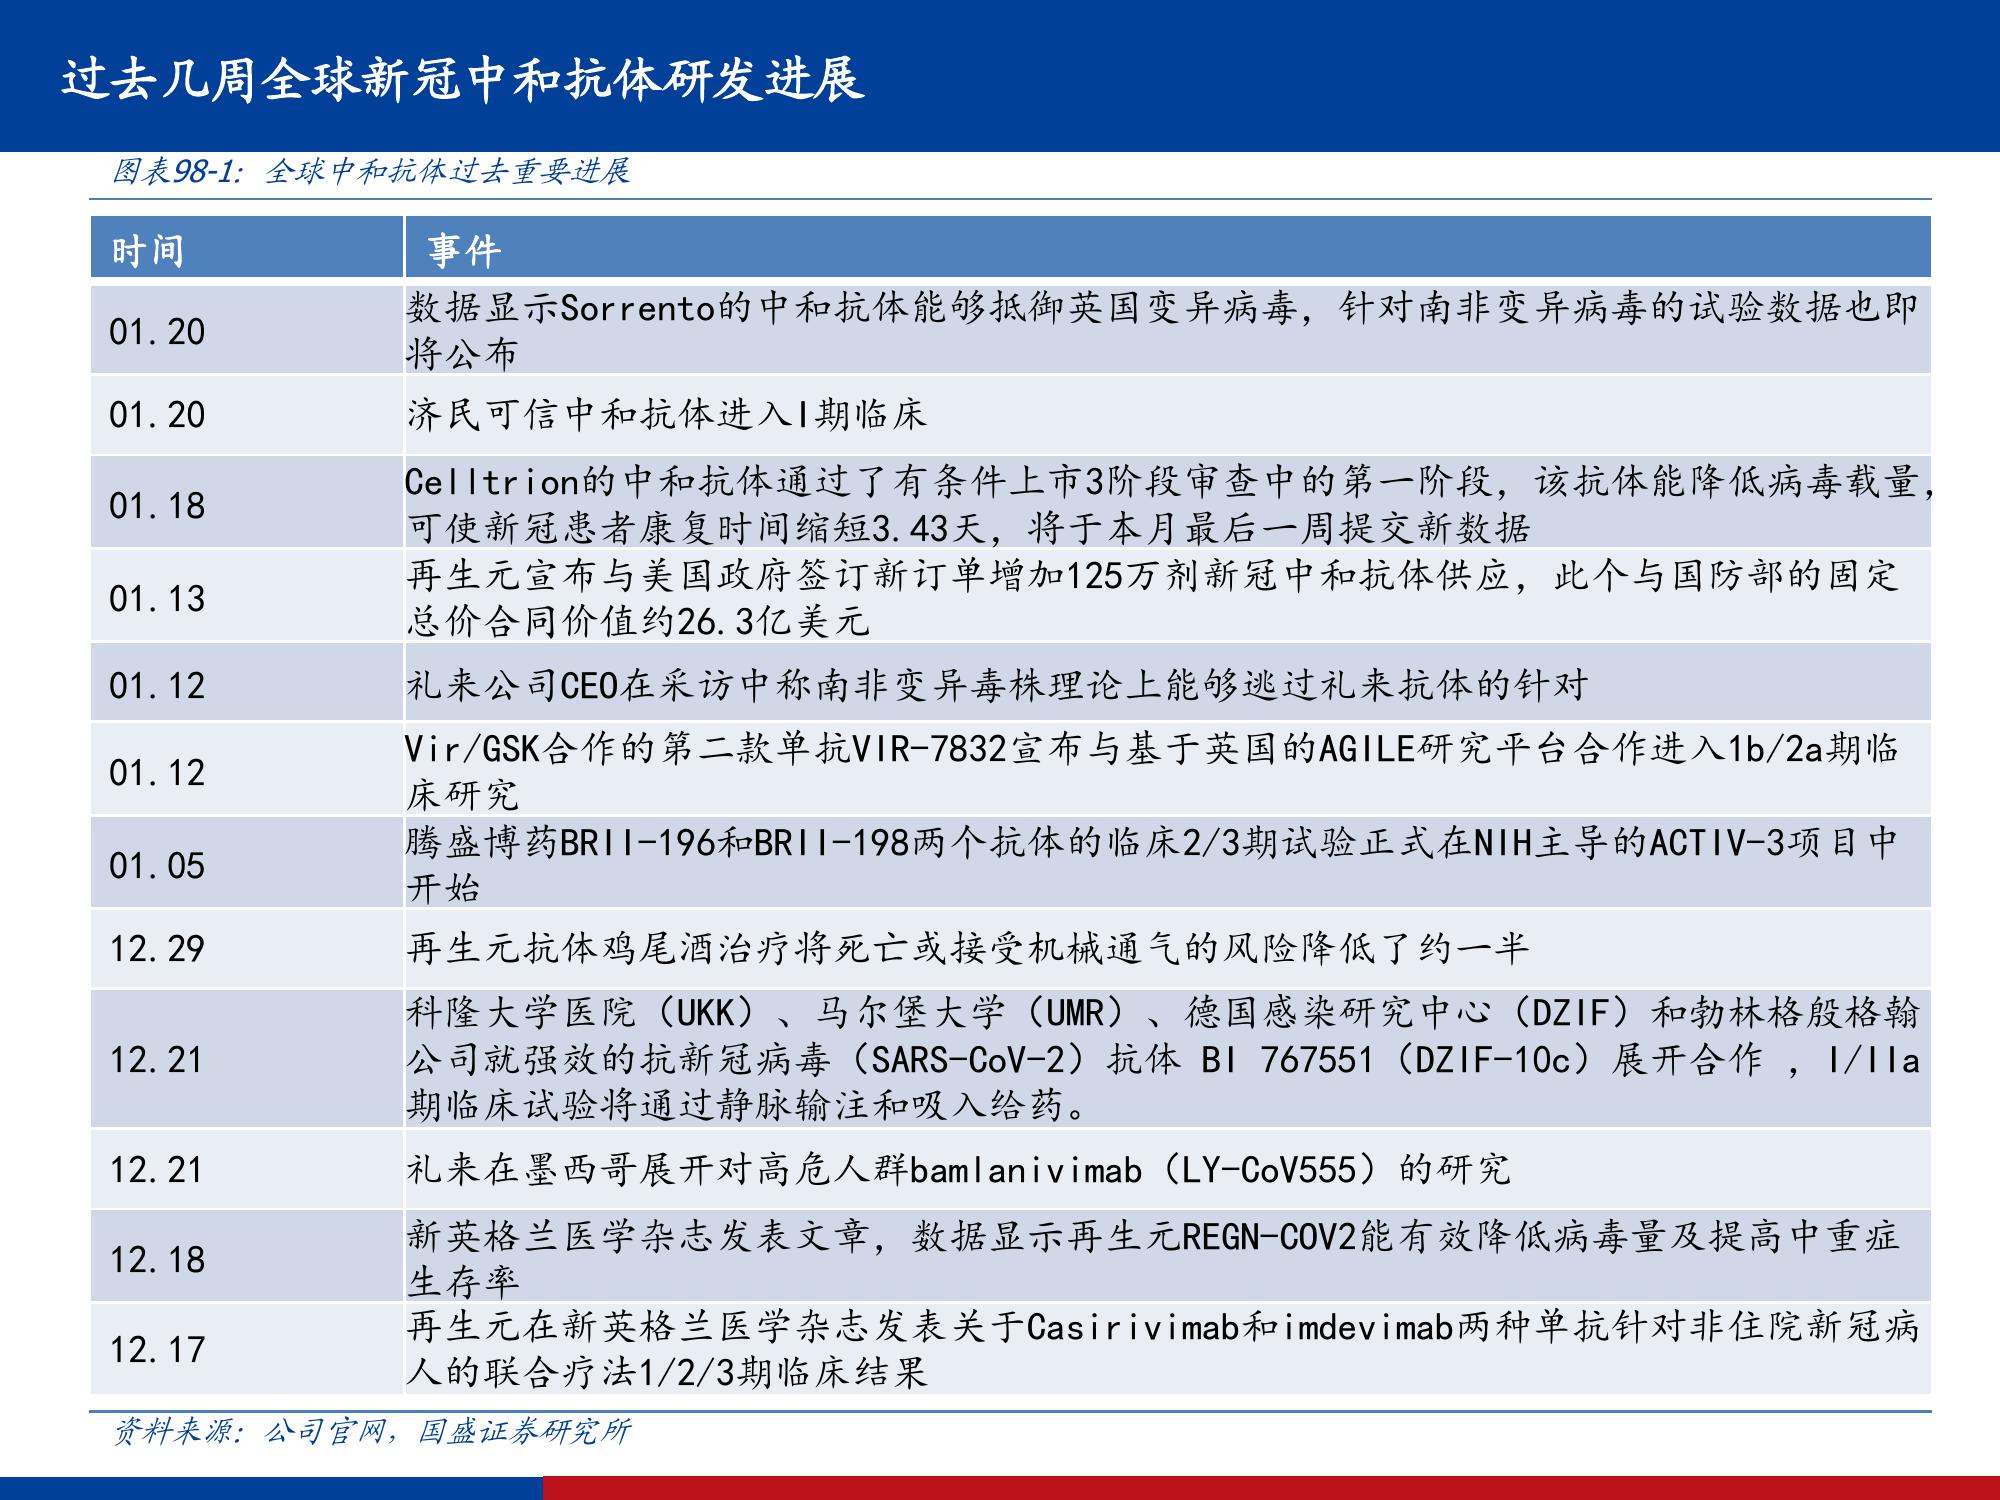 过去几周全球新冠中和抗体研发进展
图表98-1: 全球中和抗体过去重要进展
时间 事件
01.20
数据显示Sorrento的中和抗体能够抵御英国变异病毒，针对南非变异病毒的试验数据也即
将公布
01.20 济民可信中和抗体进入I期临床
01.18
Celltrion的中和抗体通过了有条件上市3阶段审查中的第一阶段，该抗体能降低病毒载量，
可使新冠患者康复时间缩短3.43天，将于本月最后一周提交新数据
01.13
再生元宣布与美国政府签订新订单增加125万剂新冠中和抗体供应，此个与国防部的固定
总价合同价值约26.3亿美元
01.12 礼来公司CEO在采访中称南非变异毒株理论上能够逃过礼来抗体的针对
01.12
Vir/GSK合作的第二款单抗VIR-7832宣布与基于英国的AGILE研究平台合作进入1b/2a期临
床研究
01.05
腾盛博药BRII-196和BRII-198两个抗体的临床2/3期试验正式在NIH主导的ACTIV-3项目中
开始
12.29 再生元抗体鸡尾酒治疗将死亡或接受机械通气的风险降低了约一半
12.21
科隆大学医院（UKK）、马尔堡大学（UMR）、德国感染研究中心（DZIF）和勃林格殷格翰
公司就强效的抗新冠病毒（SARS-CoV-2）抗体 BI 767551（DZIF-10c）展开合作 ，I/IIa
期临床试验将通过静脉输注和吸入给药。
12.21 礼来在墨西哥展开对高危人群bamlanivimab（LY-CoV555）的研究
12.18
新英格兰医学杂志发表文章，数据显示再生元REGN-COV2能有效降低病毒量及提高中重症
生存率
12.17
再生元在新英格兰医学杂志发表关于Casirivimab和imdevimab两种单抗针对非住院新冠病
人的联合疗法1/2/3期临床结果
资料来源: 公司官网，国盛证券研究所